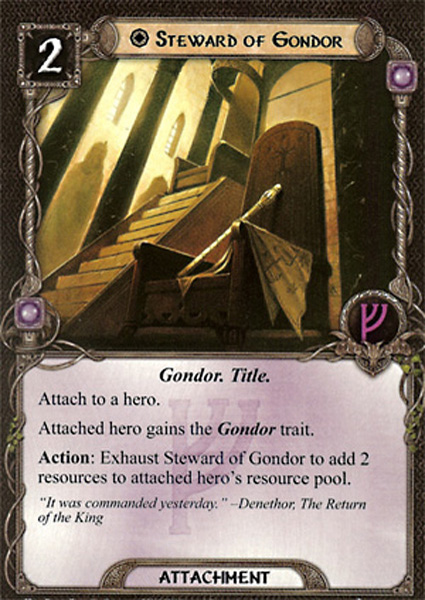 2
STEWARD OF GONDOR
Gondor. Title.
Attach to a hero.
Attached hero gains the Gondor trait.
Action: Exhaust Steward of Gondor to add 2
resources to attached hero's resource pool.
"It was commanded yesterday." –Denethor, The Return
of the King
ATTACHMENT